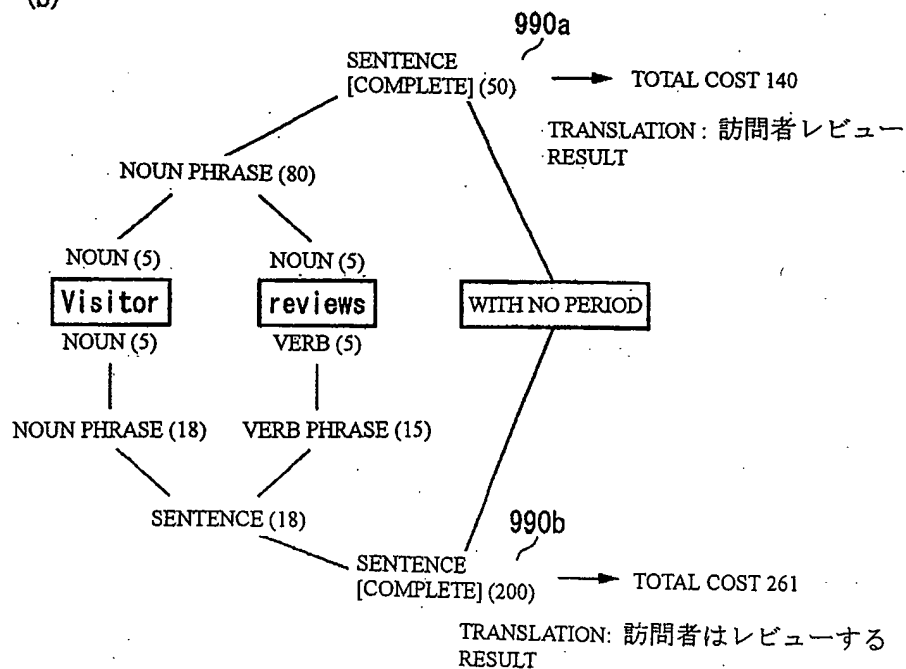 (b)
990a
SENTENCE
[COMPLETE] (50)
TOTAL COST 140
TRANSLATION : 訪問者レビュー
RESULT
NOUN PHRASE (80)
NOUN (5) NOUN (5)
Visitor reviews WITH NO PERIOD
NOUN (5) VERB (5)
NOUN PHRASE (18) VERB PHRASE (15)
SENTENCE (18)
990b
SENTENCE
[COMPLETE] (200)
TOTAL COST 261
TRANSLATION: 訪問者はレビューする
RESULT